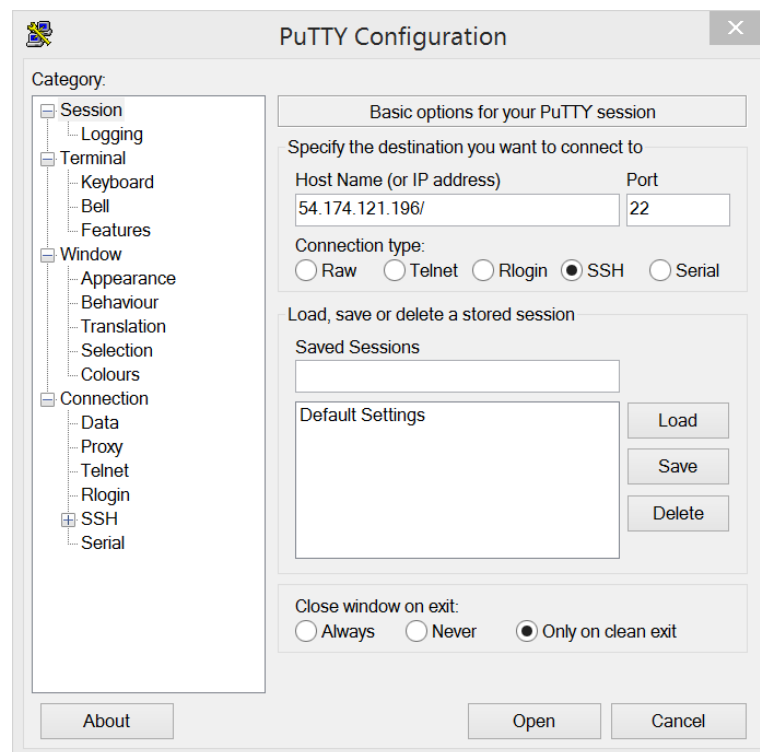 PuTTY Configuration
Category:
Session
Logging
Terminal
Keyboard
Bell
Features
Window
Appearance
Behaviour
Translation
Selection
Colours
Connection
Data
Proxy
Telnet
Rlogin
SSH
Serial
Basic options for your PuTTY session
Specify the destination you want to connect to
Host Name (or IP address) Port
54.174.121.196/ 22
Connection type:
Raw Telnet Rlogin SSH Serial
Load, save or delete a stored session
Saved Sessions
Default Settings
Load
Save
Delete
Close window on exit:
Always Never Only on clean exit
About Open Cancel